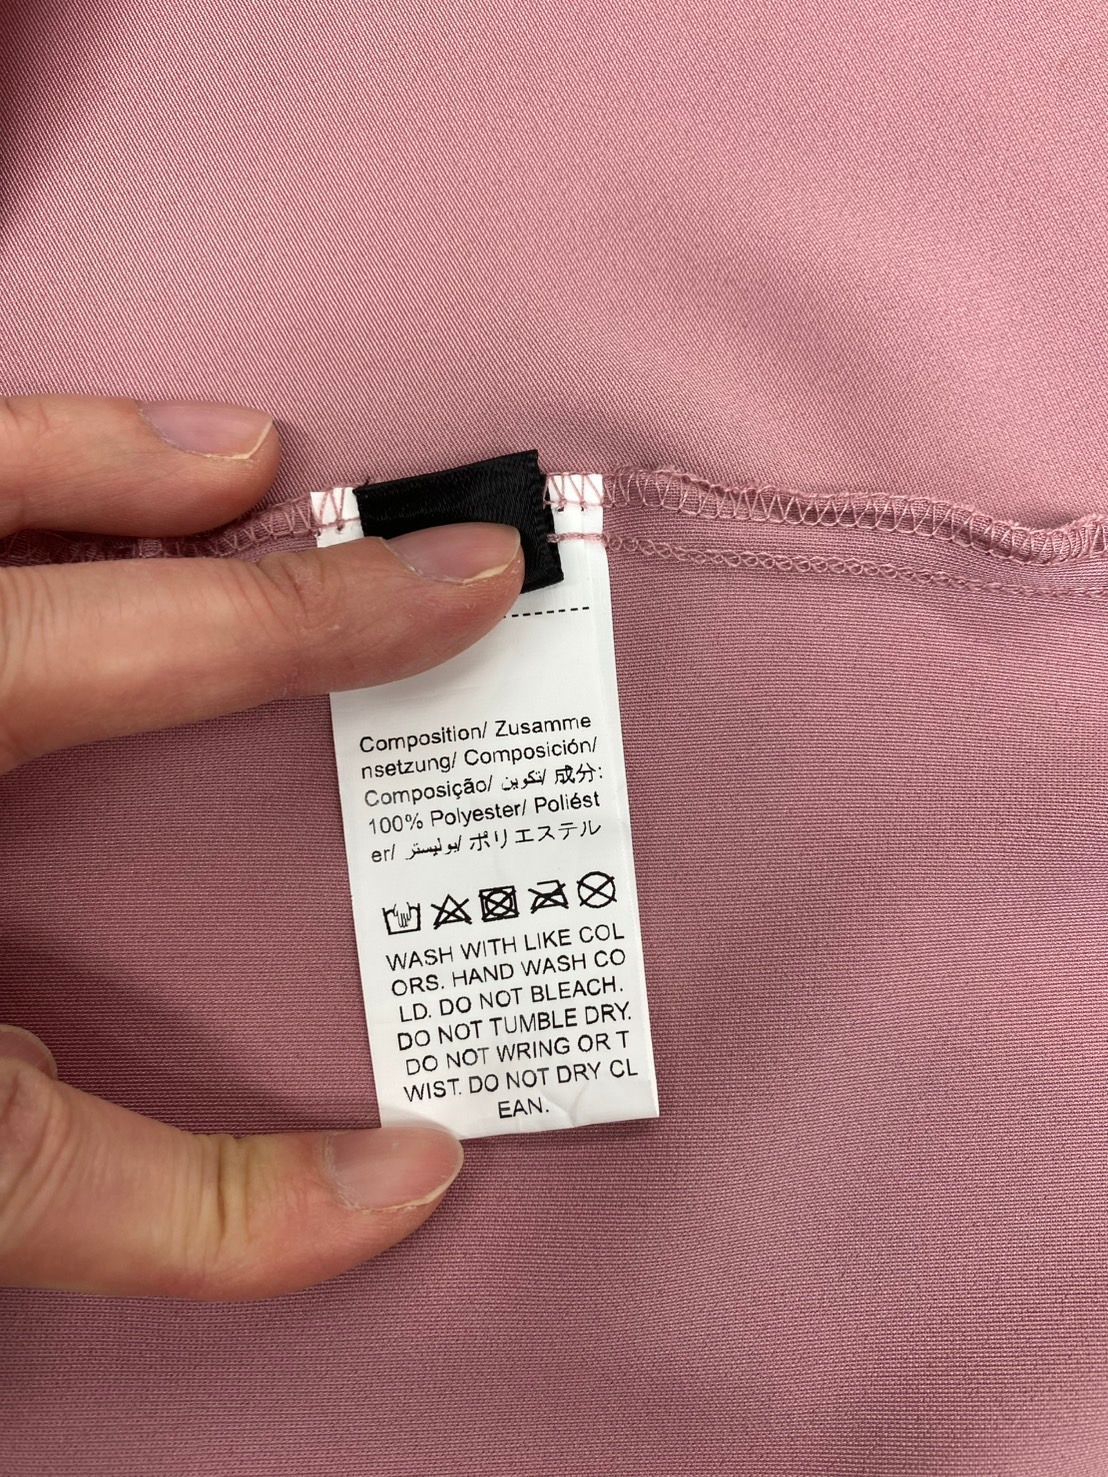 Composition/ Zusamme
nsetzung/ Composición/
Composição/ تكوين/ 成分:
100% Polyester/ Poliést
er/ بوليستر/ ポリエステル
WASH WITH LIKE COL
ORS. HAND WASH CO
LD. DO NOT BLEACH.
DO NOT TUMBLE DRY.
DO NOT WRING OR T
WIST. DO NOT DRY CL
EAN.